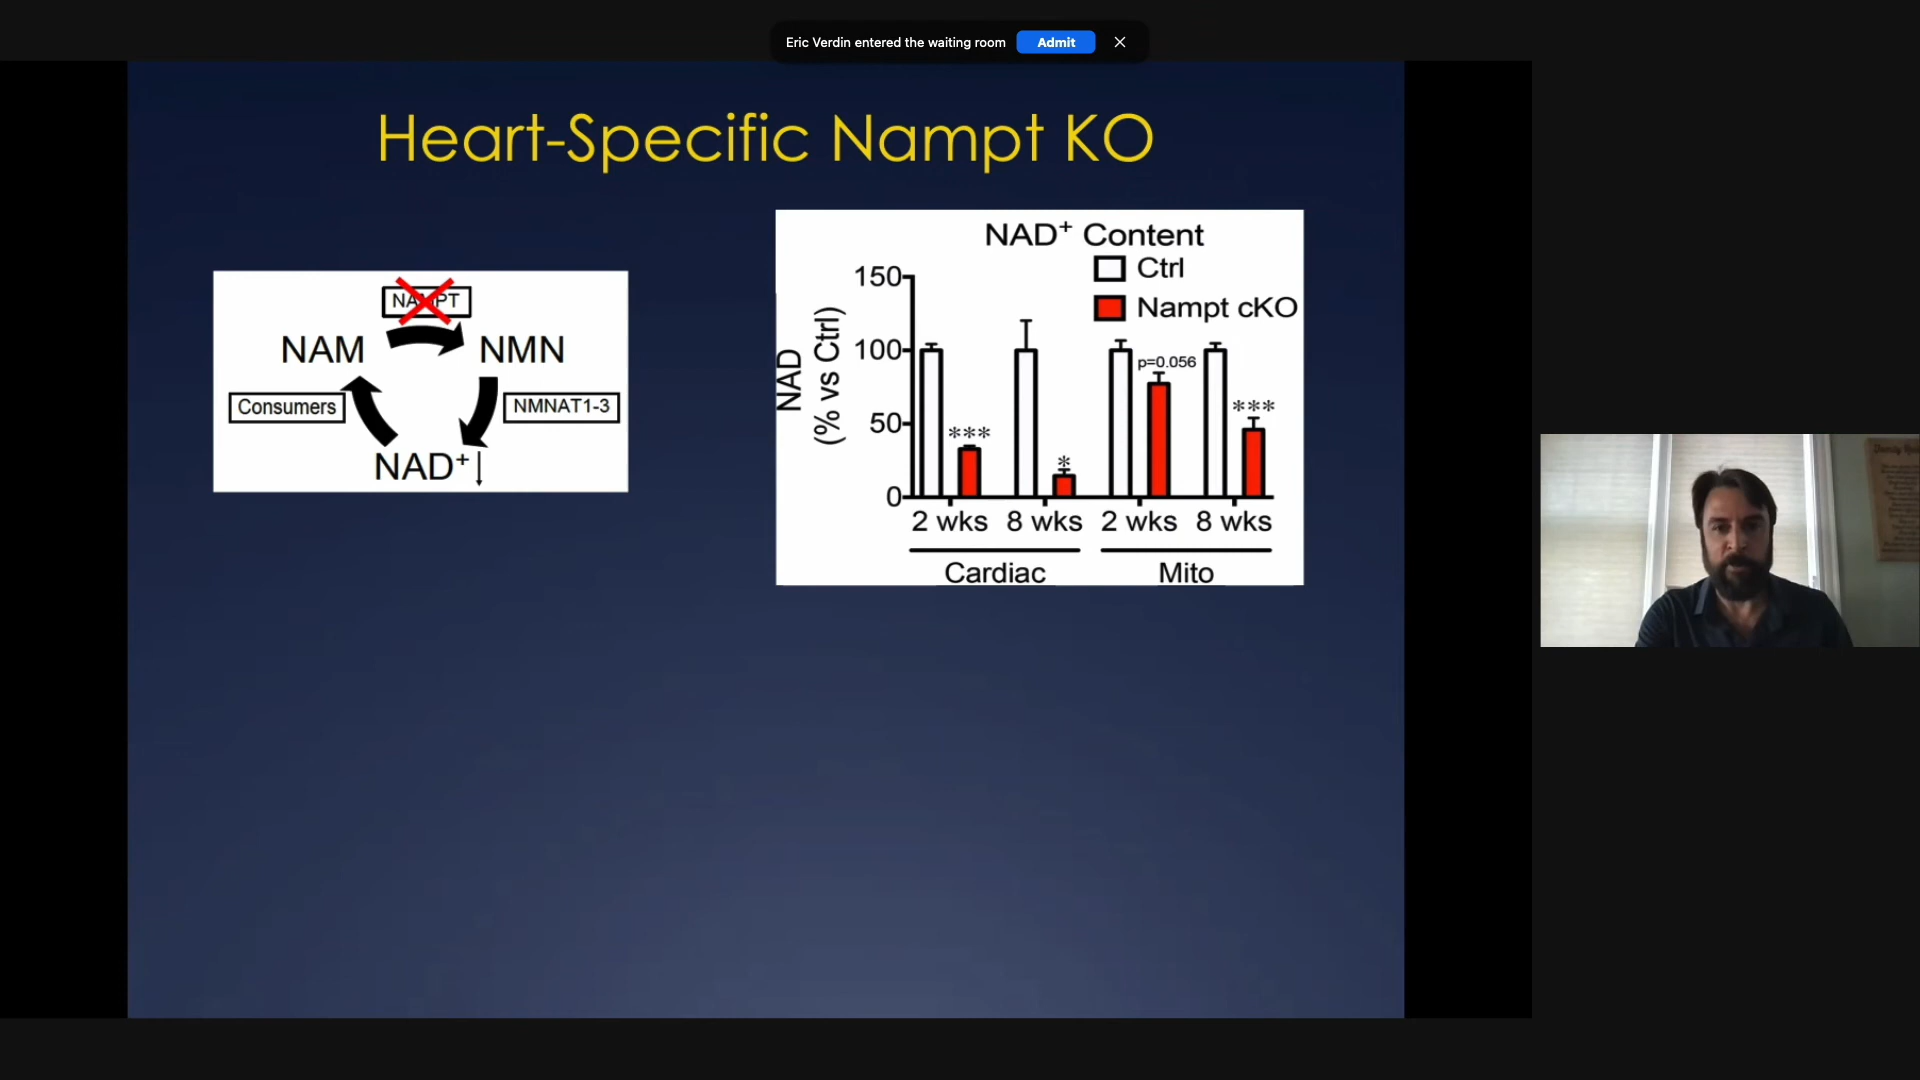 Eric Verdin entered the waiting room
Admit
Heart-Specific Nampt KO
NAMPT
NAM
NMN
Consumers
NMNAT1-3
NAD+↓
NAD+ Content
Ctrl
Nampt cKO
NAD
(% vs Ctrl)
150
100
50
0
***
*
p=0.056
***
2 wks 8 wks 2 wks 8 wks
Cardiac Mito